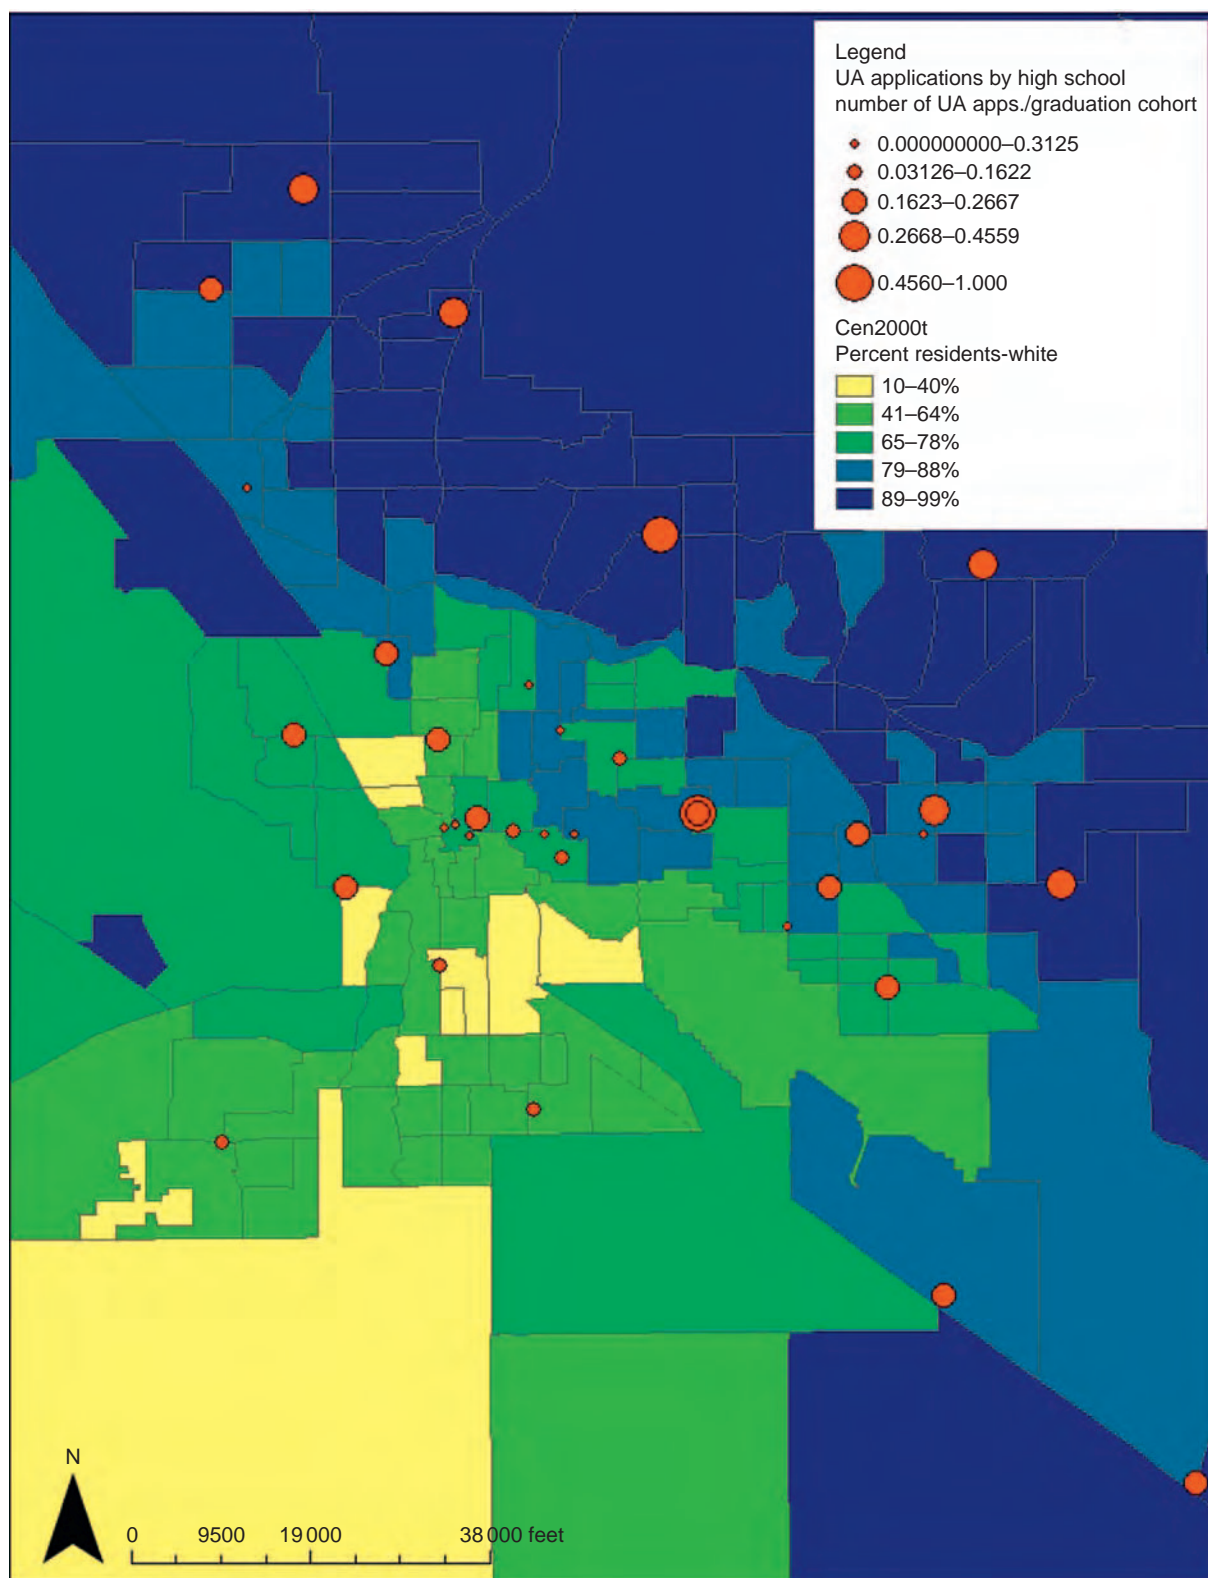 Legend
UA applications by high school
number of UA apps./graduation cohort
0.000000000–0.3125
0.03126–0.1622
0.1623–0.2667
0.2668–0.4559
0.4560–1.000
Cen2000t
Percent residents-white
10–40%
41–64%
65–78%
79–88%
89–99%
N
0 9500 19 000 38 000 feet